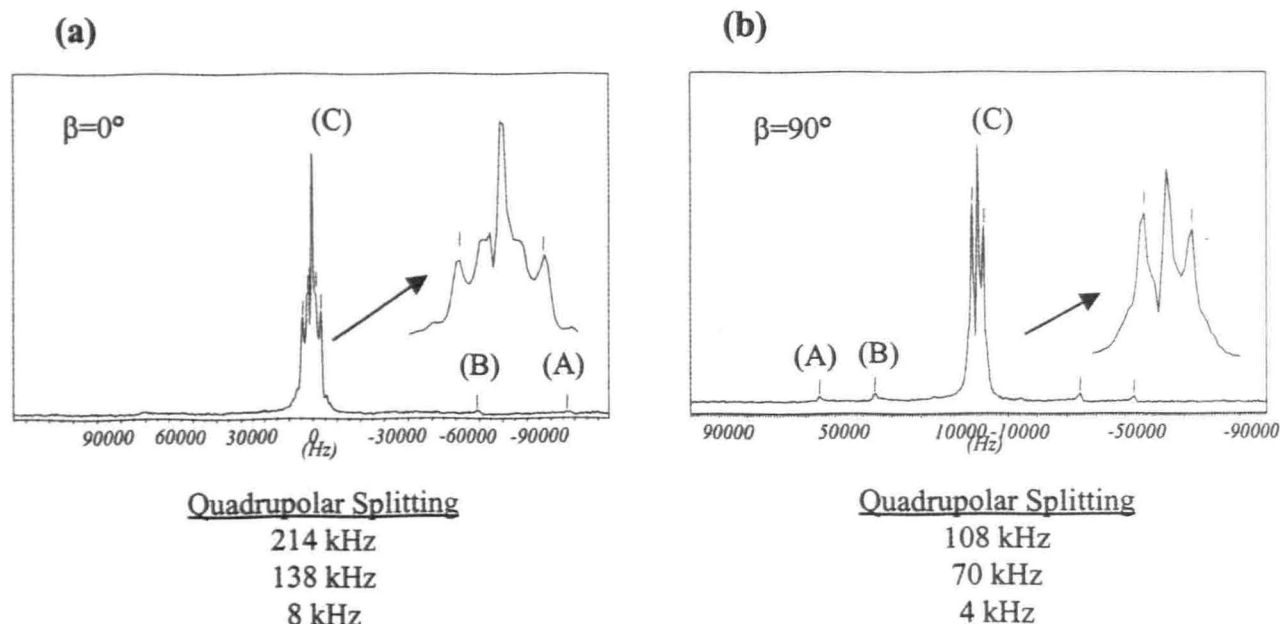 (a)
(b)
β=0°
(C)
(B)
(A)
90000 60000 30000 0 -30000 -60000 -90000
(Hz)
β=90°
(C)
(A)
(B)
90000 50000 10000 -10000 -50000 -90000
(Hz)
Quadrupolar Splitting
214 kHz
138 kHz
8 kHz
Quadrupolar Splitting
108 kHz
70 kHz
4 kHz